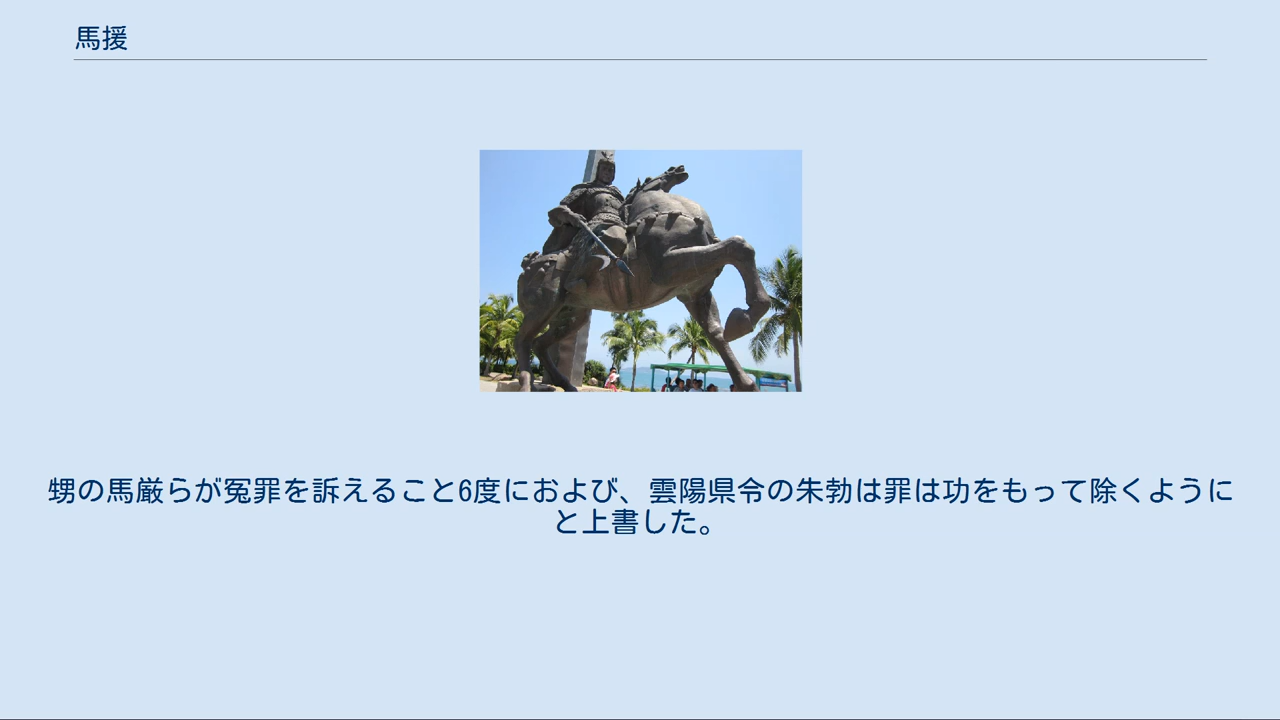 馬援
甥の馬厳らが冤罪を訴えること6度におよび、雲陽県令の朱勃は罪は功をもって除くように
と上書した。